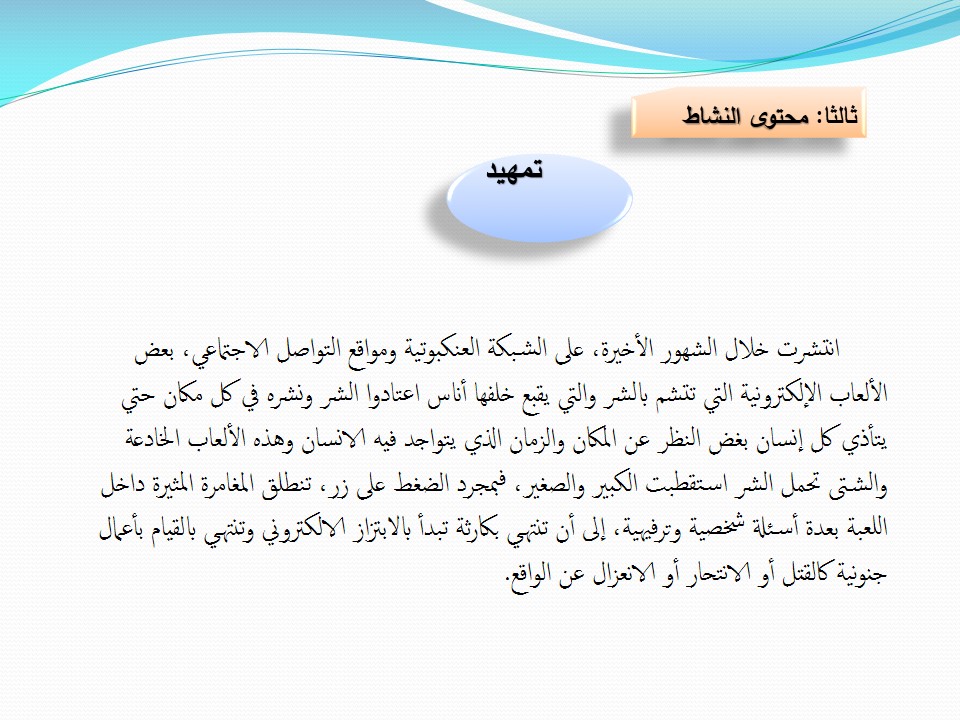 ثالثا: محتوى النشاط
تمهيد
انتشرت خلال الشهور الأخيرة، على الشبكة العنكبوتية ومواقع التواصل الاجتماعي، بعض
الألعاب الإلكترونية التي تتشم بالشر والتي يقبع خلفها أناس اعتادوا الشر ونشره في كل مكان حتي
يتأذي كل إنسان بغض النظر عن المكان والزمان الذي يتواجد فيه الانسان وهذه الألعاب الخادعة
والشتى تحمل الشر استقطبت الكبير والصغير، فبمجرد الضغط على زر، تنطلق المغامرة المثيرة داخل
اللعبة بعدة أسئلة شخصية وترفيهية، إلى أن تنتهي بكارثة تبدأ بالابتزاز الالكتروني وتنتهي بالقيام بأعمال
جنونية كالقتل أو الانتحار أو الانعزال عن الواقع.